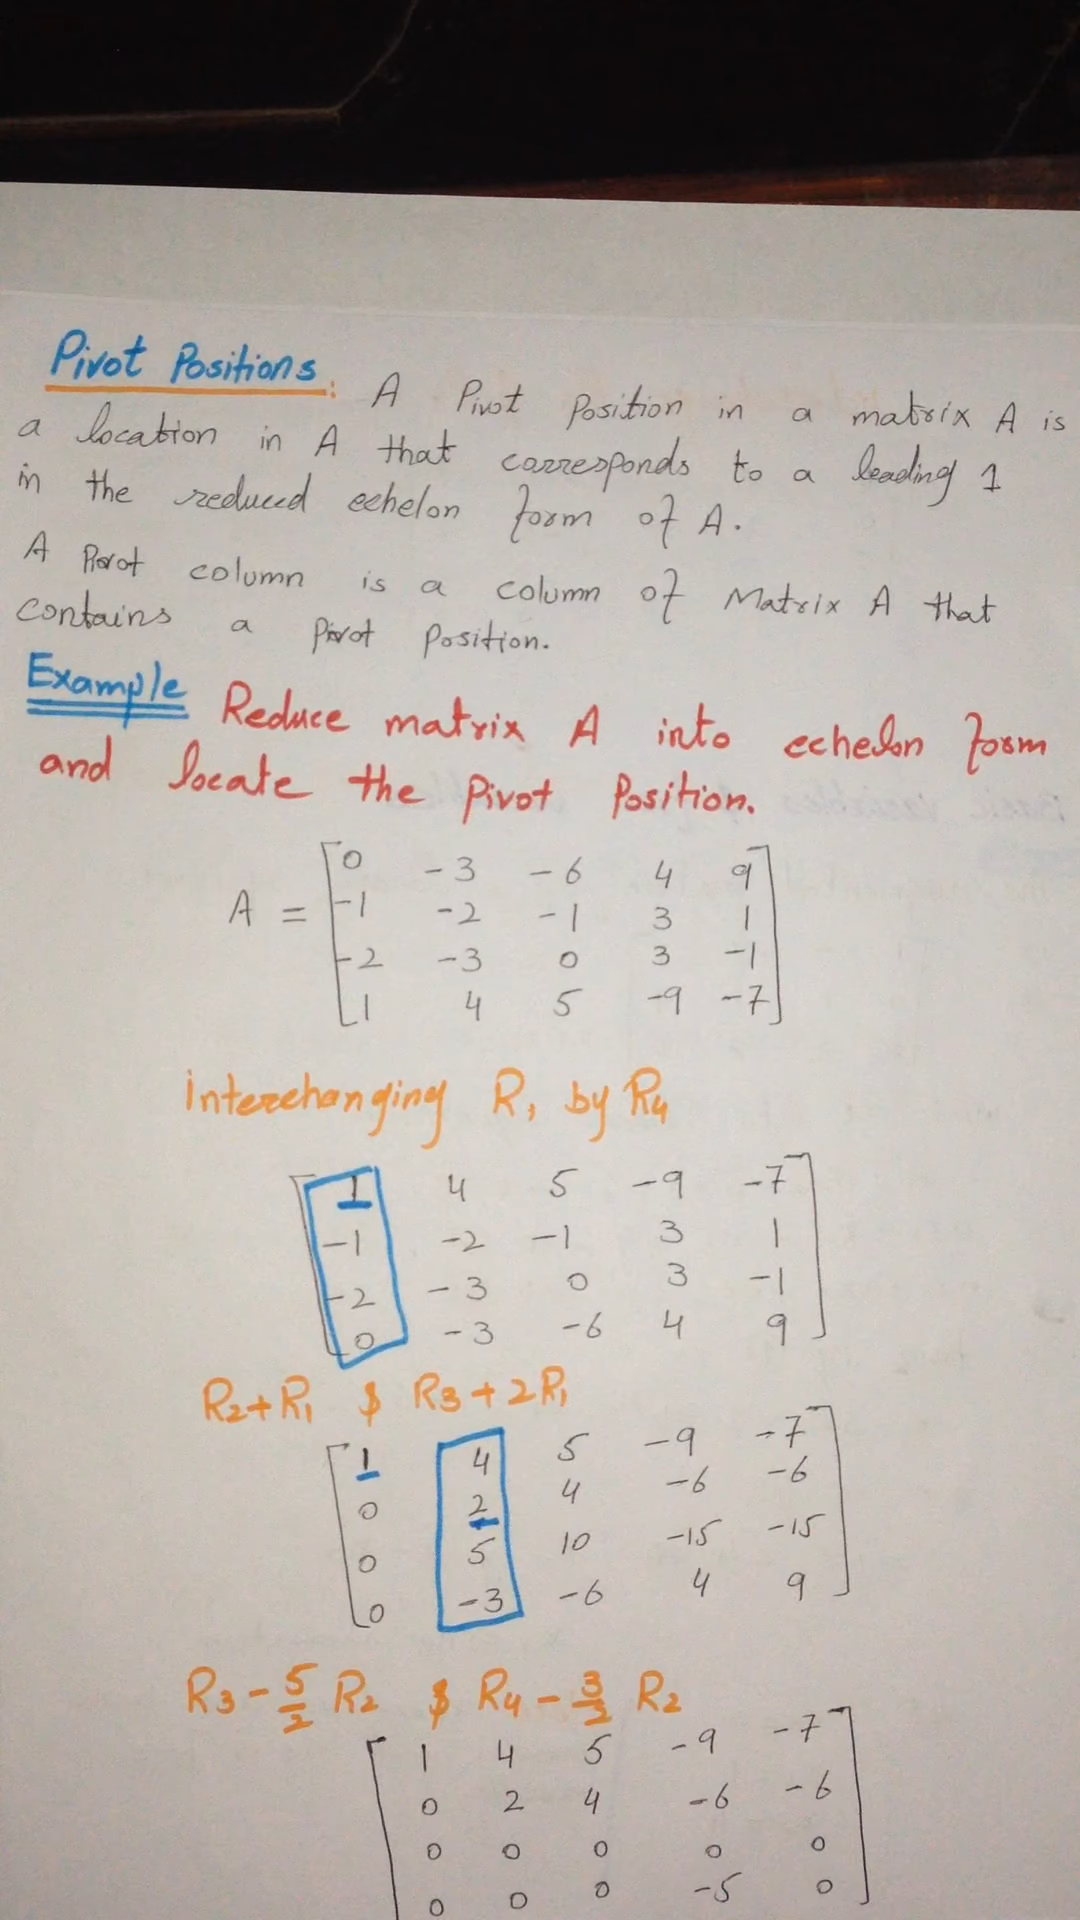 Pivot Positions: A Pivot Position in a matrix A is
a location in A that corresponds to a leading 1
in the reduced echelon form of A.
A Pivot column is a column of Matrix A that
contains a pivot position.
Example Reduce matrix A into echelon form
and locate the Pivot Position.
A = [0 -3 -6 4 9
-1 -2 -1 3 1
-2 -3 0 3 -1
1 4 5 -9 -7]
interchanging R1 by R4
[1 4 5 -9 -7
-1 -2 -1 3 1
-2 -3 0 3 -1
0 -3 -6 4 9]
R2+R1 $ R3+2R1
[1 4 5 -9 -7
0 2 4 -6 -6
0 5 10 -15 -15
0 -3 -6 4 9]
R3-5/2 R2 $ R4-3/2 R2
[1 4 5 -9 -7
0 2 4 -6 -6
0 0 0 0 0
0 0 0 -5 0]